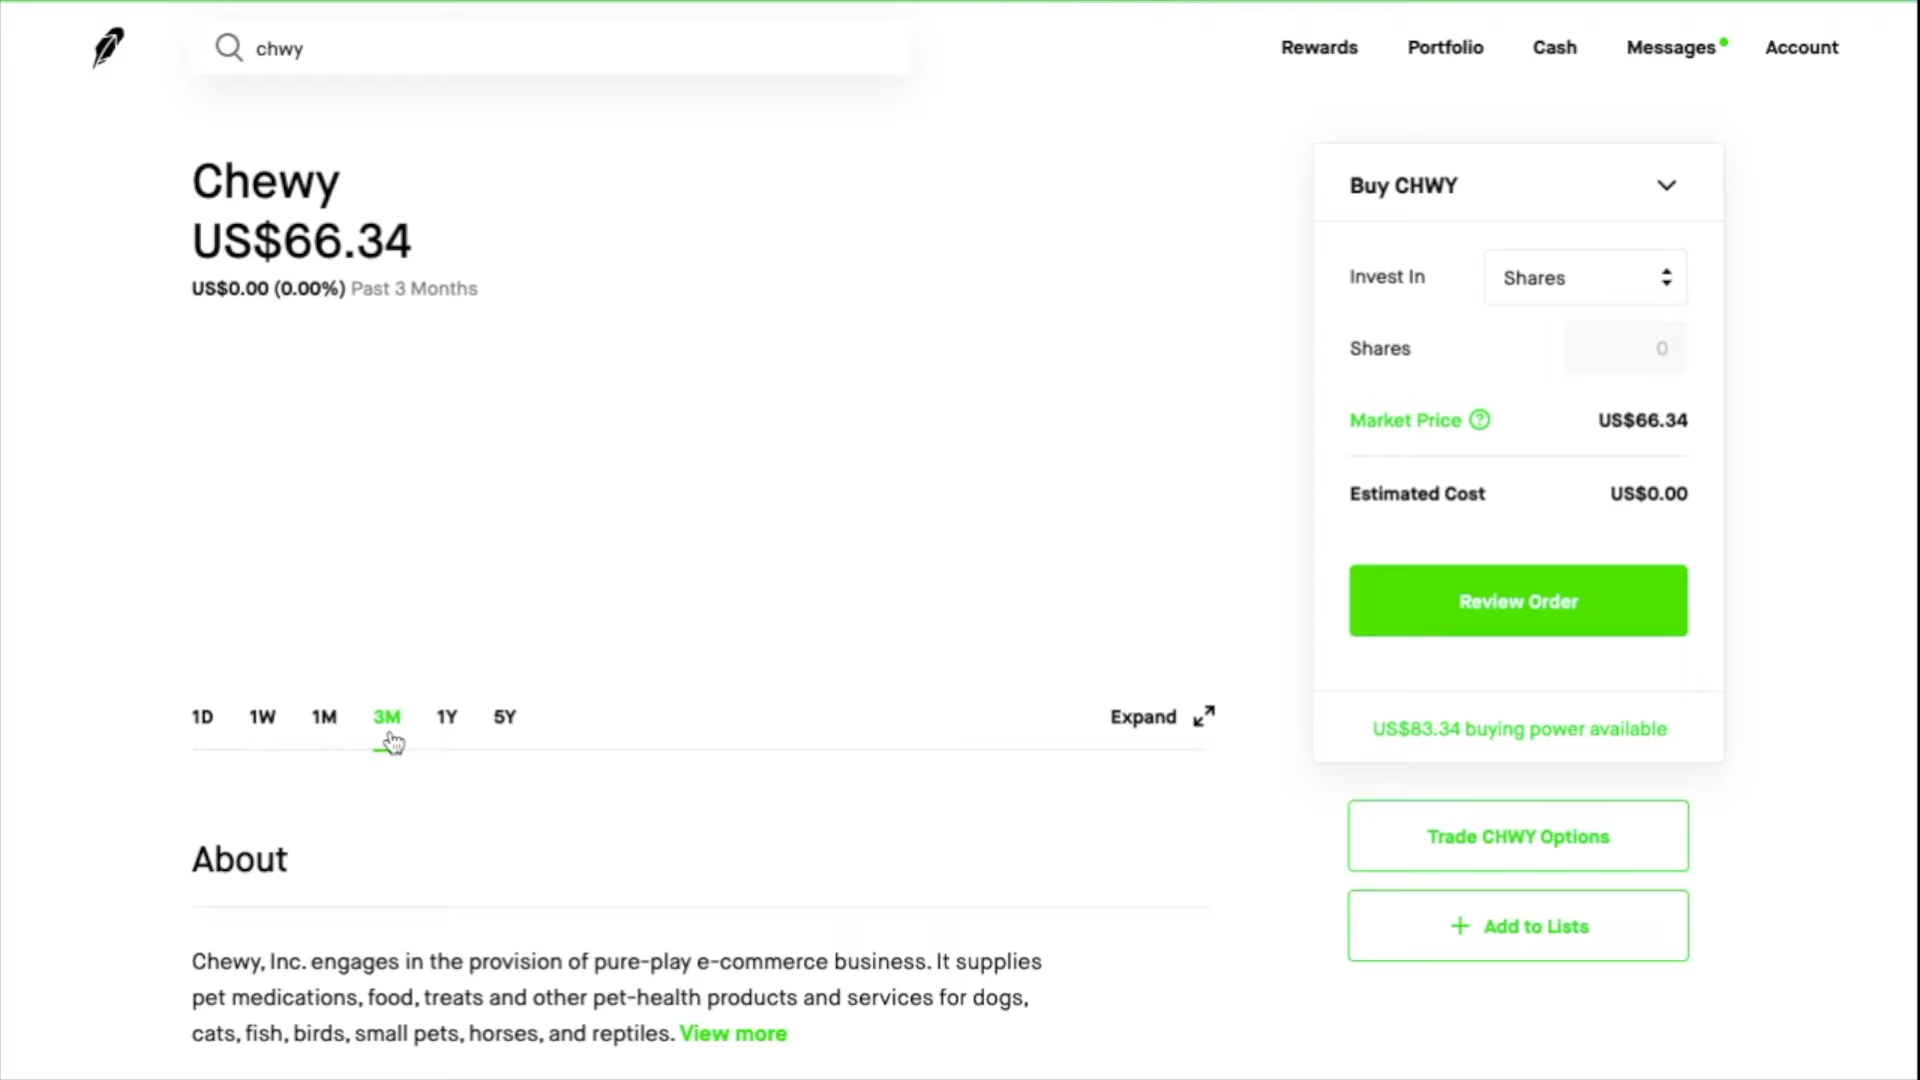 chwy
Rewards
Portfolio
Cash
Messages
Account
Chewy
US$66.34
US$0.00 (0.00%) Past 3 Months
1D
1W
1M
3M
1Y
5Y
Expand
About
Chewy, Inc. engages in the provision of pure-play e-commerce business. It supplies
pet medications, food, treats and other pet-health products and services for dogs,
cats, fish, birds, small pets, horses, and reptiles. View more
Buy CHWY
Invest In
Shares
Shares
0
Market Price ?
US$66.34
Estimated Cost
US$0.00
Review Order
US$83.34 buying power available
Trade CHWY Options
+ Add to Lists